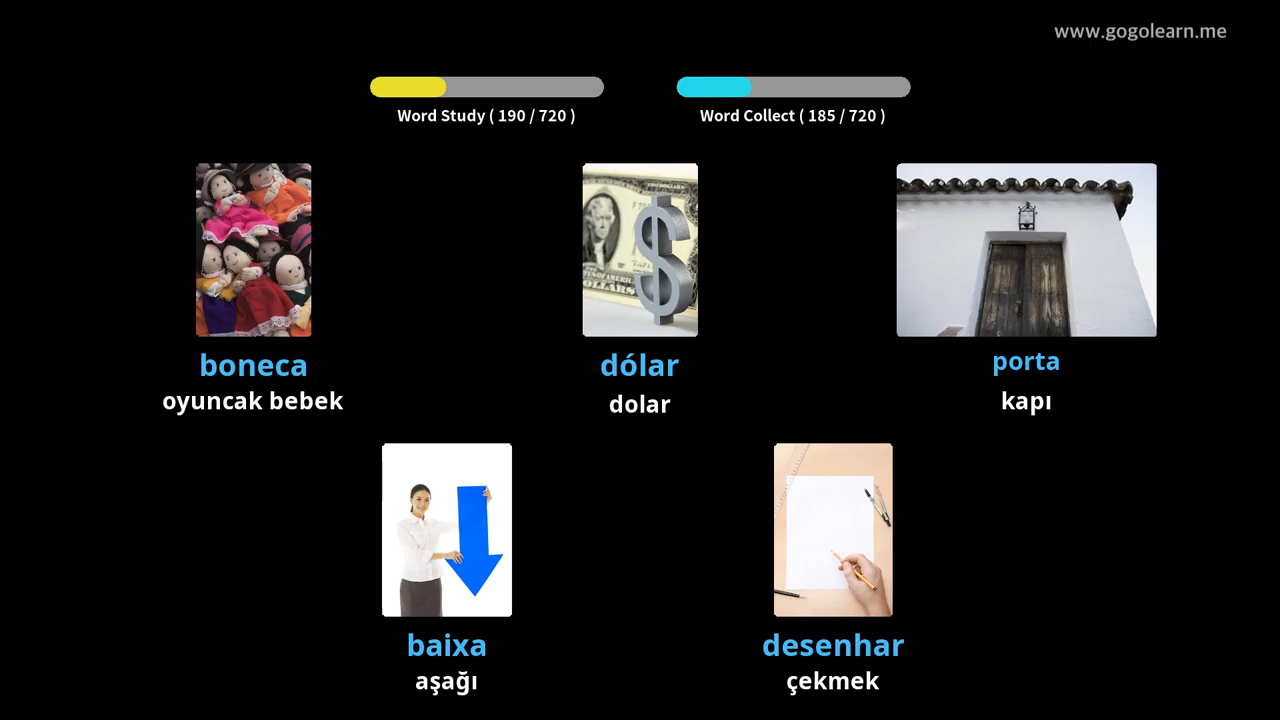 www.gogolearn.me
Word Study ( 190 / 720 )
Word Collect ( 185 / 720 )
boneca
oyuncak bebek
dólar
dolar
porta
kapı
baixa
aşağı
desenhar
çekmek